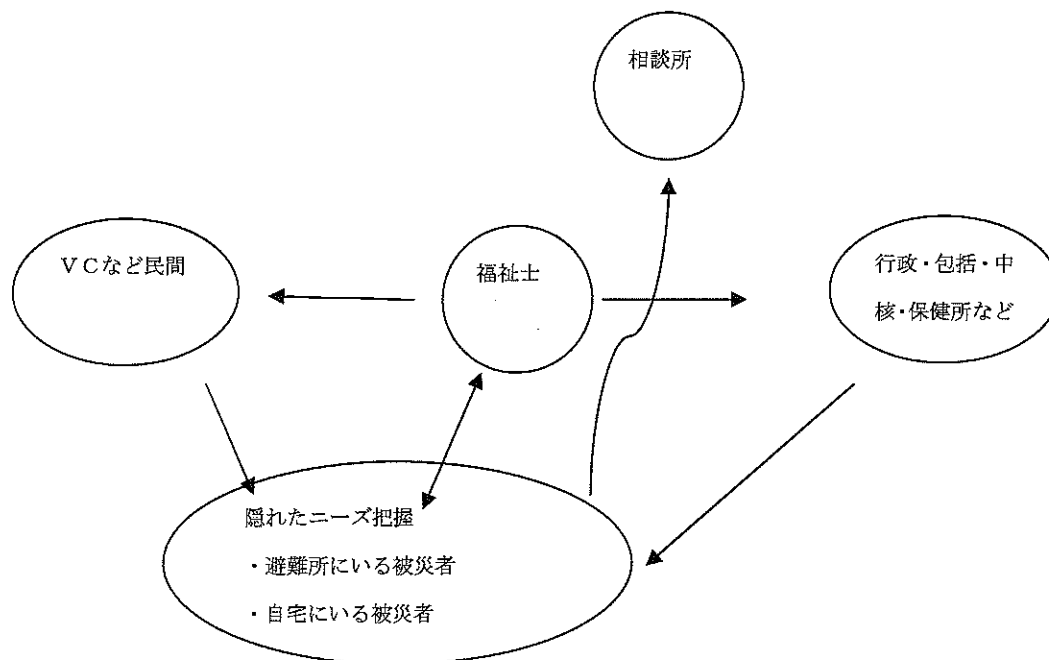 相談所
VCなど民間
福祉士
行政・包括・中
核・保健所など
隠れたニーズ把握
・避難所にいる被災者
・自宅にいる被災者